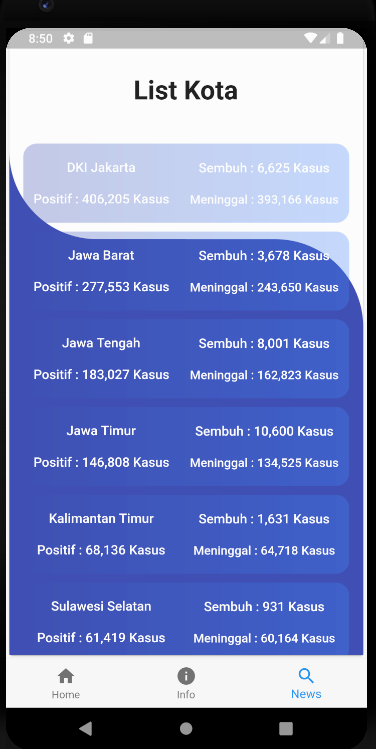 8:50
List Kota
DKI Jakarta
Sembuh : 6,625 Kasus
Positif : 406,205 Kasus
Meninggal : 393,166 Kasus
Jawa Barat
Sembuh : 3,678 Kasus
Positif : 277,553 Kasus
Meninggal : 243,650 Kasus
Jawa Tengah
Sembuh : 8,001 Kasus
Positif : 183,027 Kasus
Meninggal : 162,823 Kasus
Jawa Timur
Sembuh : 10,600 Kasus
Positif : 146,808 Kasus
Meninggal : 134,525 Kasus
Kalimantan Timur
Sembuh : 1,631 Kasus
Positif : 68,136 Kasus
Meninggal : 64,718 Kasus
Sulawesi Selatan
Sembuh : 931 Kasus
Positif : 61,419 Kasus
Meninggal : 60,164 Kasus
Home
Info
News